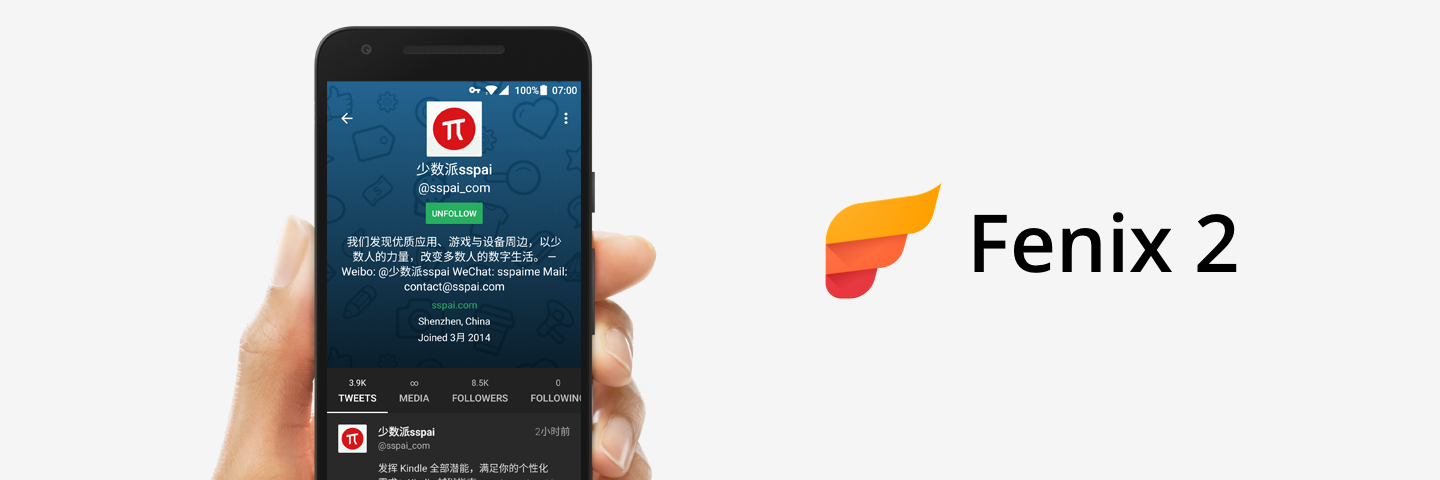 100% 07:00
少数派sspai
@sspai_com
UNFOLLOW
我们发现优质应用、游戏与设备周边，以少
数人的力量，改变多数人的数字生活。 –
Weibo: @少数派sspai WeChat: sspaime Mail:
contact@sspai.com
sspai.com
Shenzhen, China
Joined 3月 2014
3.9K ∞ 8.5K 0
TWEETS MEDIA FOLLOWERS FOLLOWING
少数派sspai 2小时前
@sspai_com
发挥 Kindle 全部潜能，满足你的个性化
Fenix 2